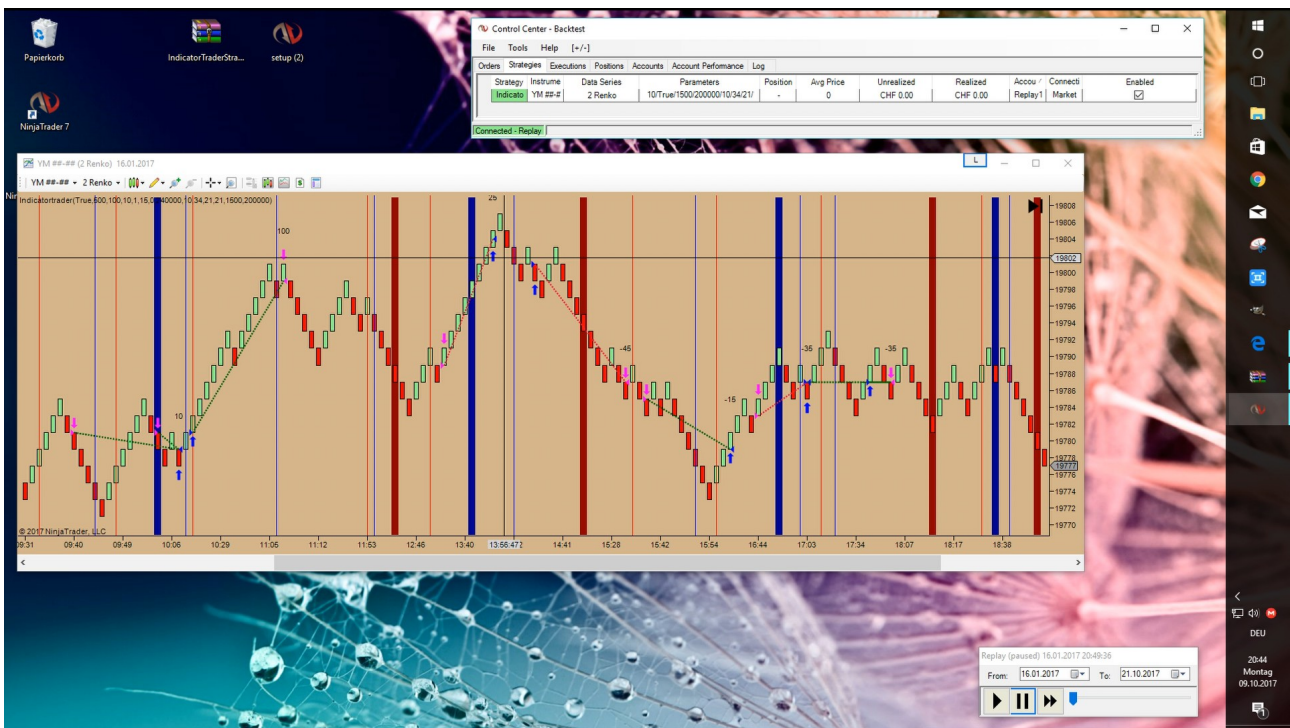 Papierkorb
IndicatorTraderStra...
setup (2)
NinjaTrader 7
Control Center - Backtest
File Tools Help [+/-]
Orders Strategies Executions Positions Accounts Account Performance Log
Strategy Instrume Data Series Parameters Position Avg Price Unrealized Realized Accou Connecti Enabled
Indicato YM ##-# 2 Renko 10/True/1500/200000/10/34/21/ - 0 CHF 0.00 CHF 0.00 Replay1 Market
Connected - Replay
YM ##-## (2 Renko) 16.01.2017
L
YM ##-## 2 Renko
Indicatortrader(True,600,100,10,1,15,0,
40000,10,34,21,21,1500,200000)
25
100
10
-45
-15
-35
-35
19808
19806
19804
19802
19800
19798
19796
19794
19792
19790
19788
19786
19784
19782
19780
19778
19777
19776
19774
19772
19770
© 2017 NinjaTrader, LLC
09:31 09:40 09:49 10:06 10:29 11:05 11:12 11:53 12:46 13:40 13:56:47 14:41 15:28 15:42 15:54 16:44 17:03 17:34 18:07 18:17 18:38
Replay (paused) 16.01.2017 20:49:36
From: 16.01.2017 To: 21.10.2017
DEU
20:44
Montag
09.10.2017